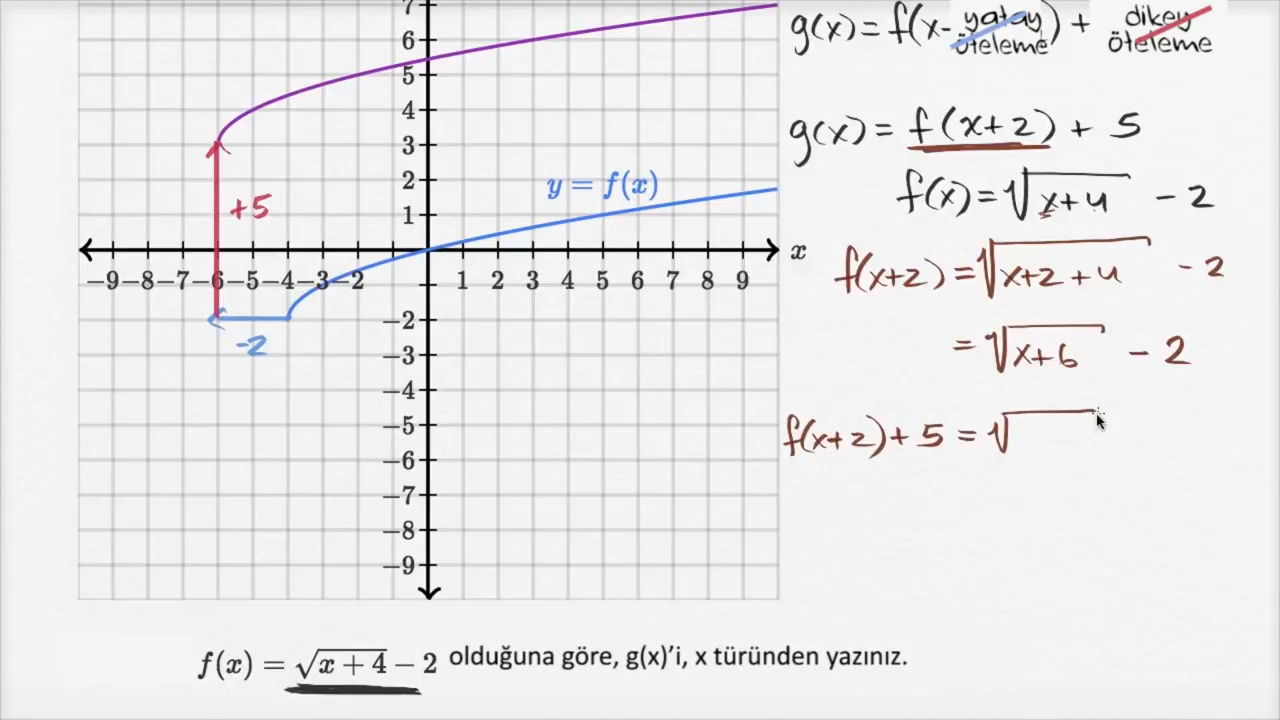 g(x) = f(x- yatay öteleme) + dikey öteleme
g(x) = f(x+2) + 5
f(x) = √x+4 - 2
f(x+2) = √x+2+4 - 2
= √x+6 - 2
f(x+2) + 5 = √
7
6
5
4
3
2
1
y = f(x)
+5
-9 -8 -7 -6 -5 -4 -3 -2 1 2 3 4 5 6 7 8 9 x
-2
-2
-3
-4
-5
-6
-7
-8
-9
f(x) = √x + 4 - 2 olduğuna göre, g(x)'i, x türünden yazınız.